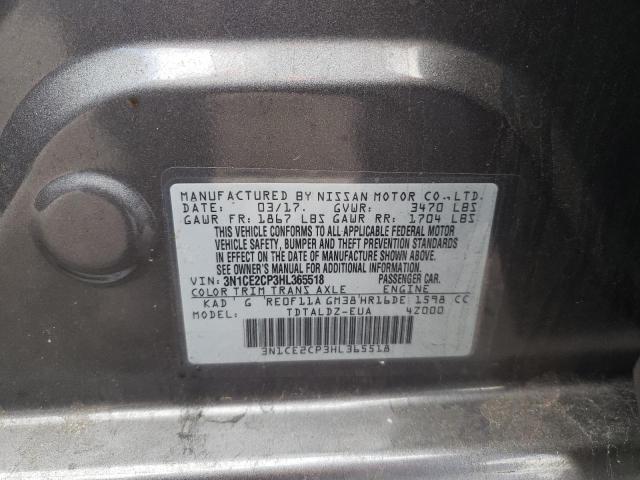 MANUFACTURED BY NISSAN MOTOR CO.,LTD.
DATE: 03/17. GVWR: 3470 LBS
GAWR FR: 1867 LBS GAWR RR: 1704 LBS
THIS VEHICLE CONFORMS TO ALL APPLICABLE FEDERAL MOTOR
VEHICLE SAFETY, BUMPER AND THEFT PREVENTION STANDARDS
IN EFFECT ON THE DATE OF MANUFACTURE SHOWN ABOVE.
SEE OWNER'S MANUAL FOR ADDITIONAL INFORMATION.
VIN: 3N1CE2CP3HL365518 PASSENGER CAR.
COLOR TRIM TRANS AXLE ENGINE
KAD G RE0F11A GM38 HR16DE 1598 CC
MODEL: TDTALDZ-EUA 4Z000
3N1CE2CP3HL365518